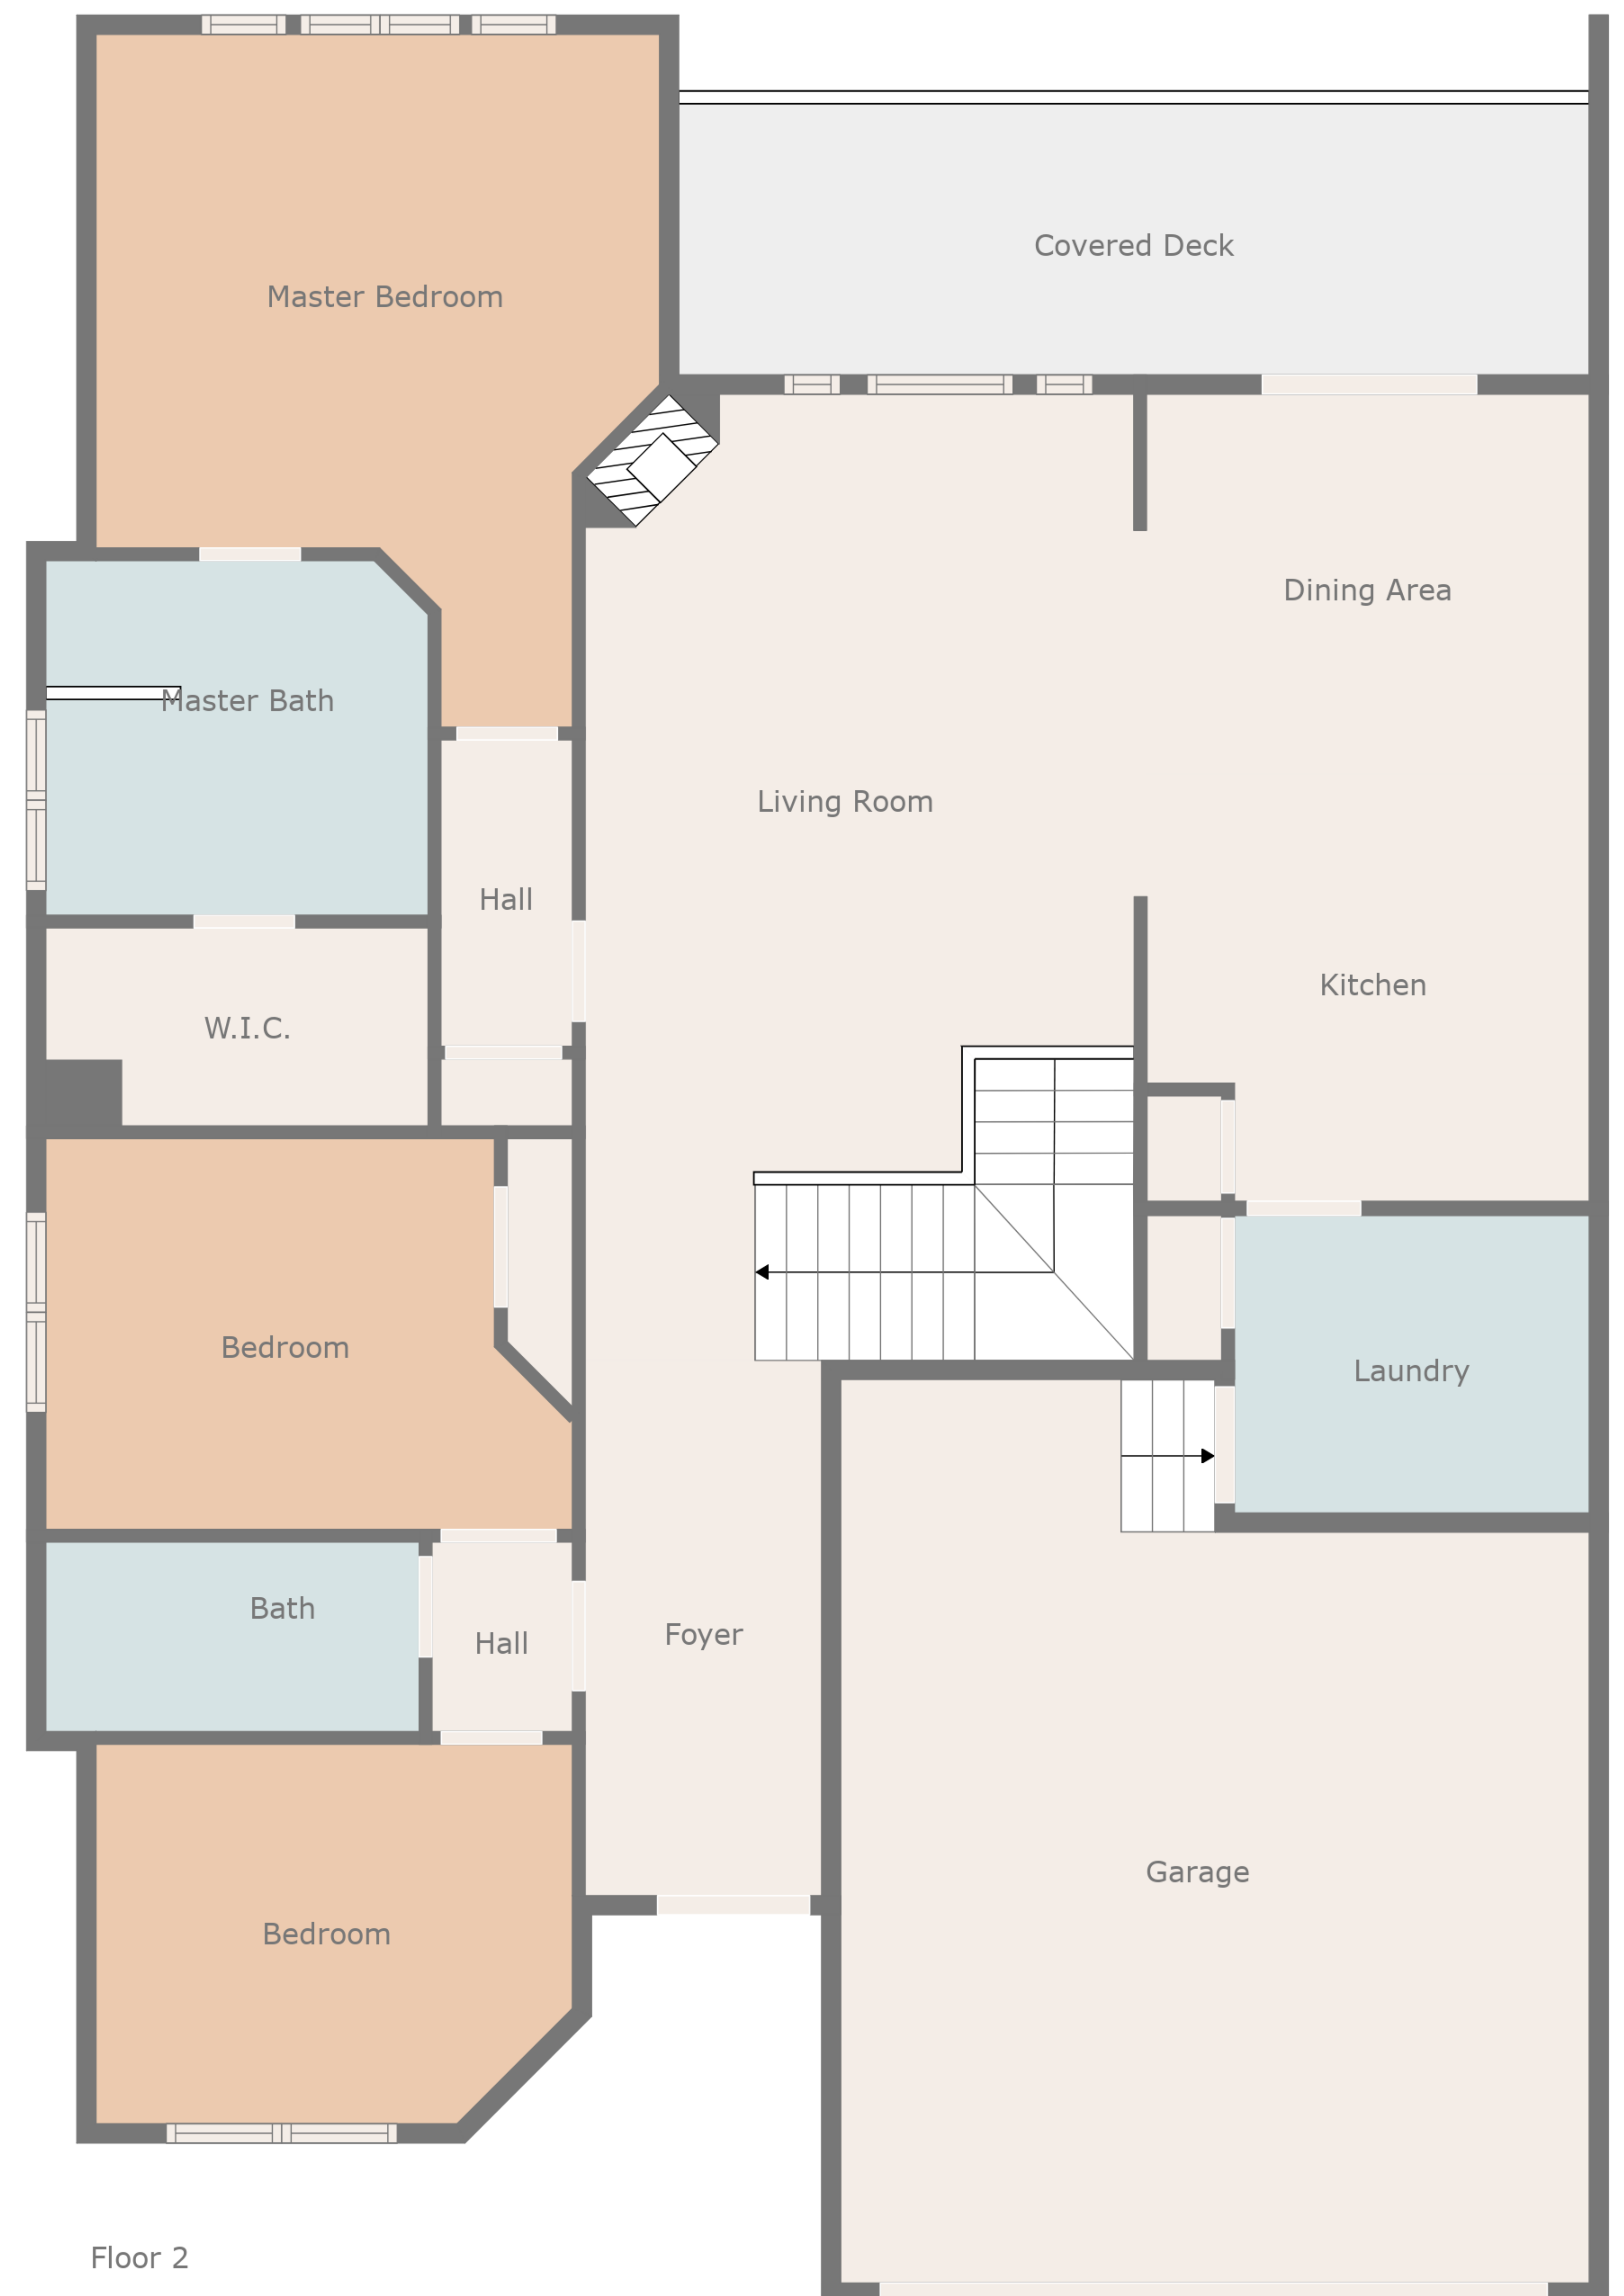 Covered Deck
Master Bedroom
Dining Area
Master Bath
Living Room
Hall
Kitchen
W.I.C.
Bedroom
Laundry
Bath
Foyer
Hall
Garage
Bedroom
Floor 2